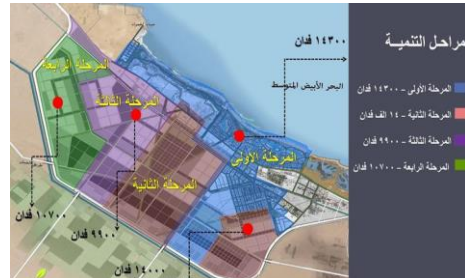 مراحل التنمية
المرحلة الأولى - ١٤٣٠٠ فدان
المرحلة الثانية - ١٤ الف فدان
المرحلة الثالثة - ٩٩٠٠ فدان
المرحلة الرابعة - ١٠٧٠٠ فدان
١٤٣٠٠ فدان
البحر الأبيض المتوسط
المرحلة الرابعة
المرحلة الثالثة
المرحلة الأولى
المرحلة الثانية
١٠٧٠٠ فدان
٩٩٠٠ فدان
١٤٠٠٠ فدان